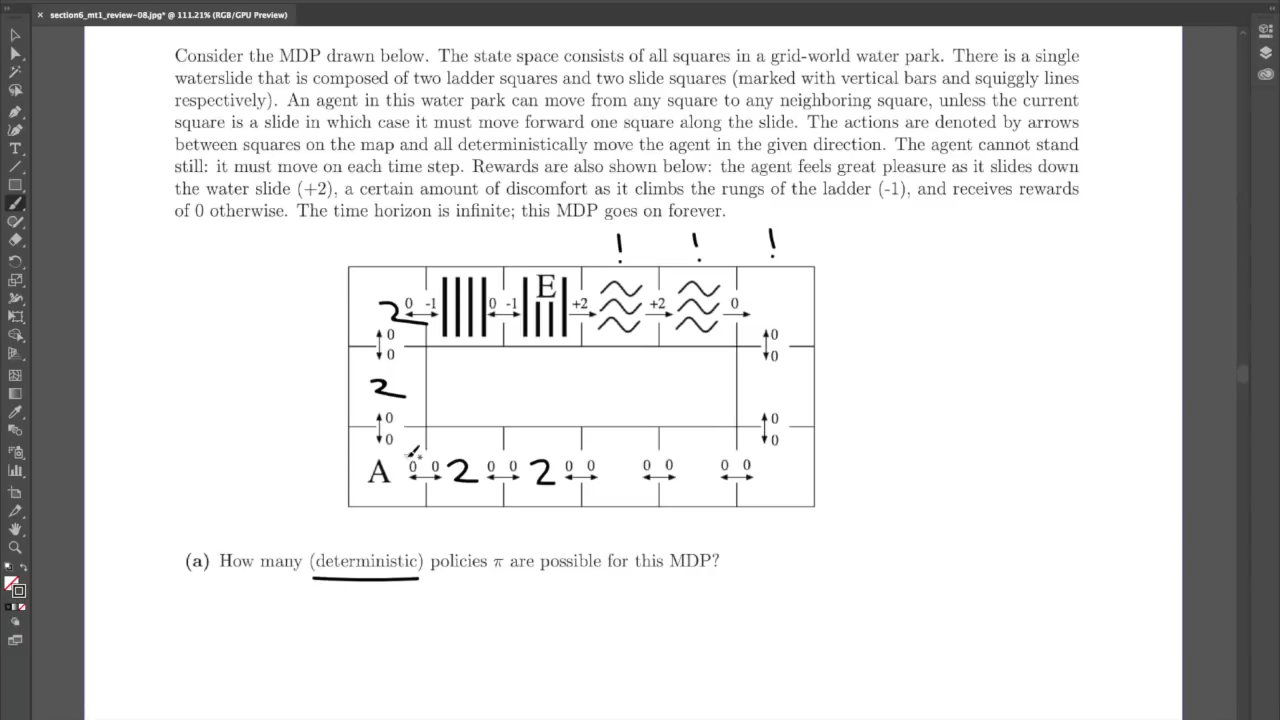 section6_mt1_review-08.jpg* @ 111.21% (RGB/GPU Preview)
Consider the MDP drawn below. The state space consists of all squares in a grid-world water park. There is a single
waterslide that is composed of two ladder squares and two slide squares (marked with vertical bars and squiggly lines
respectively). An agent in this water park can move from any square to any neighboring square, unless the current
square is a slide in which case it must move forward one square along the slide. The actions are denoted by arrows
between squares on the map and all deterministically move the agent in the given direction. The agent cannot stand
still: it must move on each time step. Rewards are also shown below: the agent feels great pleasure as it slides down
the water slide (+2), a certain amount of discomfort as it climbs the rungs of the ladder (-1), and receives rewards
of 0 otherwise. The time horizon is infinite; this MDP goes on forever.
! ! !
E
2 0 -1 0 -1 +2 +2 0
0 0
0 0
2
0 0
0 0
A 0 0 2 0 0 2 0 0 0 0 0 0
(a) How many (deterministic) policies π are possible for this MDP?